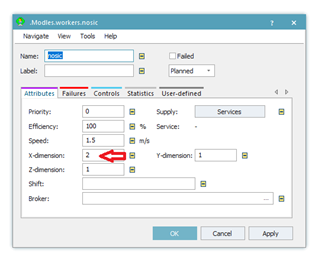 .Modles.workers.nosic
Navigate View Tools Help
Name: nosic Failed
Label: Planned
Attributes Failures Controls Statistics User-defined
Priority: 0 Supply: Services
Efficiency: 100 % Service: -
Speed: 1.5 m/s
X-dimension: 2 Y-dimension: 1
Z-dimension: 1
Shift:
Broker: ...
OK Cancel Apply